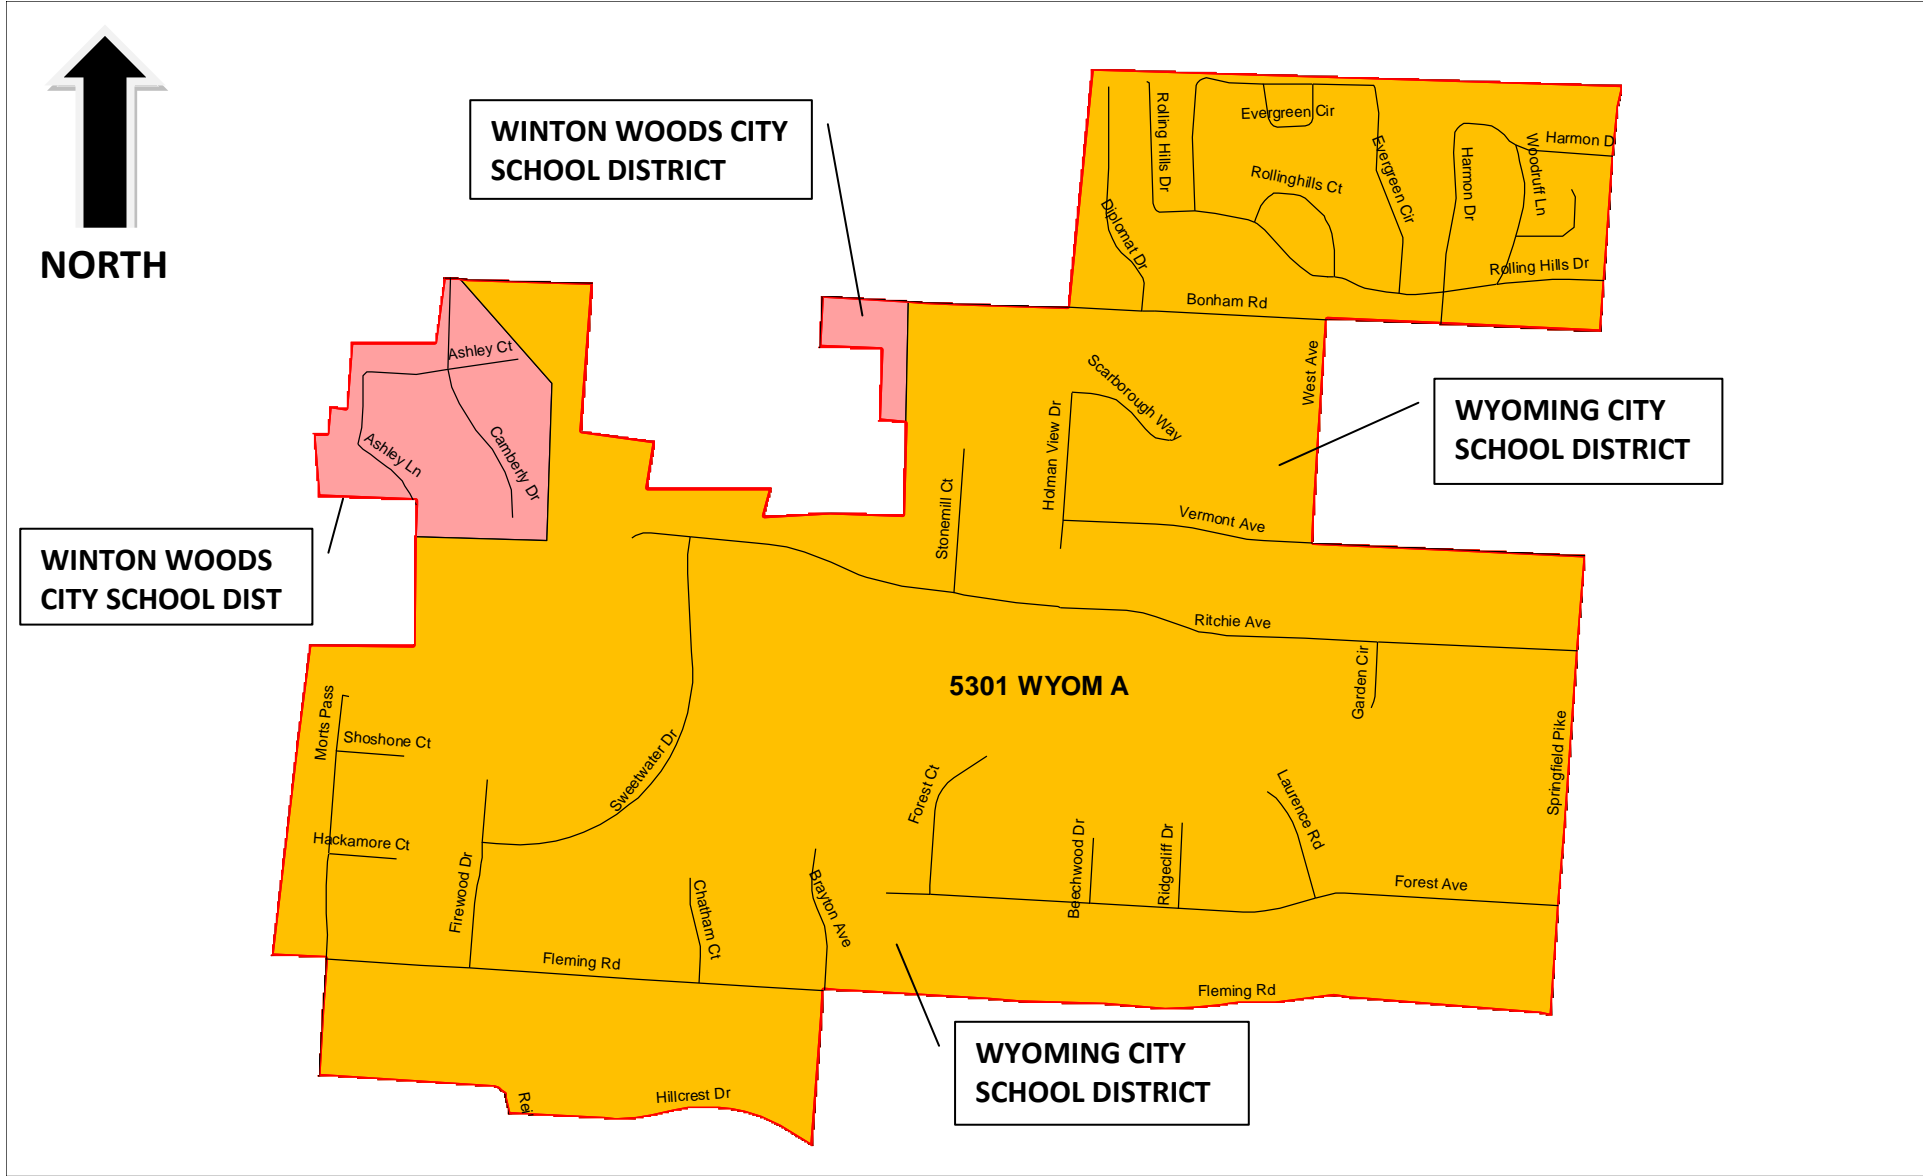 NORTH
WINTON WOODS CITY
SCHOOL DISTRICT
Rolling Hills Dr
Evergreen Cir
Evergreen Cir
Rollinghills Ct
Harmon D
Woodruff Ln
Harmon Dr
Diplomat Dr
Rolling Hills Dr
Bonham Rd
West Ave
Scarborough Way
Holman View Dr
Stonemill Ct
Vermont Ave
WYOMING CITY
SCHOOL DISTRICT
Ashley Ct
Ashley Ln
Camberly Dr
WINTON WOODS
CITY SCHOOL DIST
Ritchie Ave
Garden Cir
5301 WYOM A
Springfield Pike
Morts Pass
Shoshone Ct
Hackamore Ct
Sweetwater Dr
Firewood Dr
Forest Ct
Laurence Rd
Beechwood Dr
Ridgecliff Dr
Forest Ave
Chatham Ct
Brayton Ave
Fleming Rd
Fleming Rd
WYOMING CITY
SCHOOL DISTRICT
Hillcrest Dr